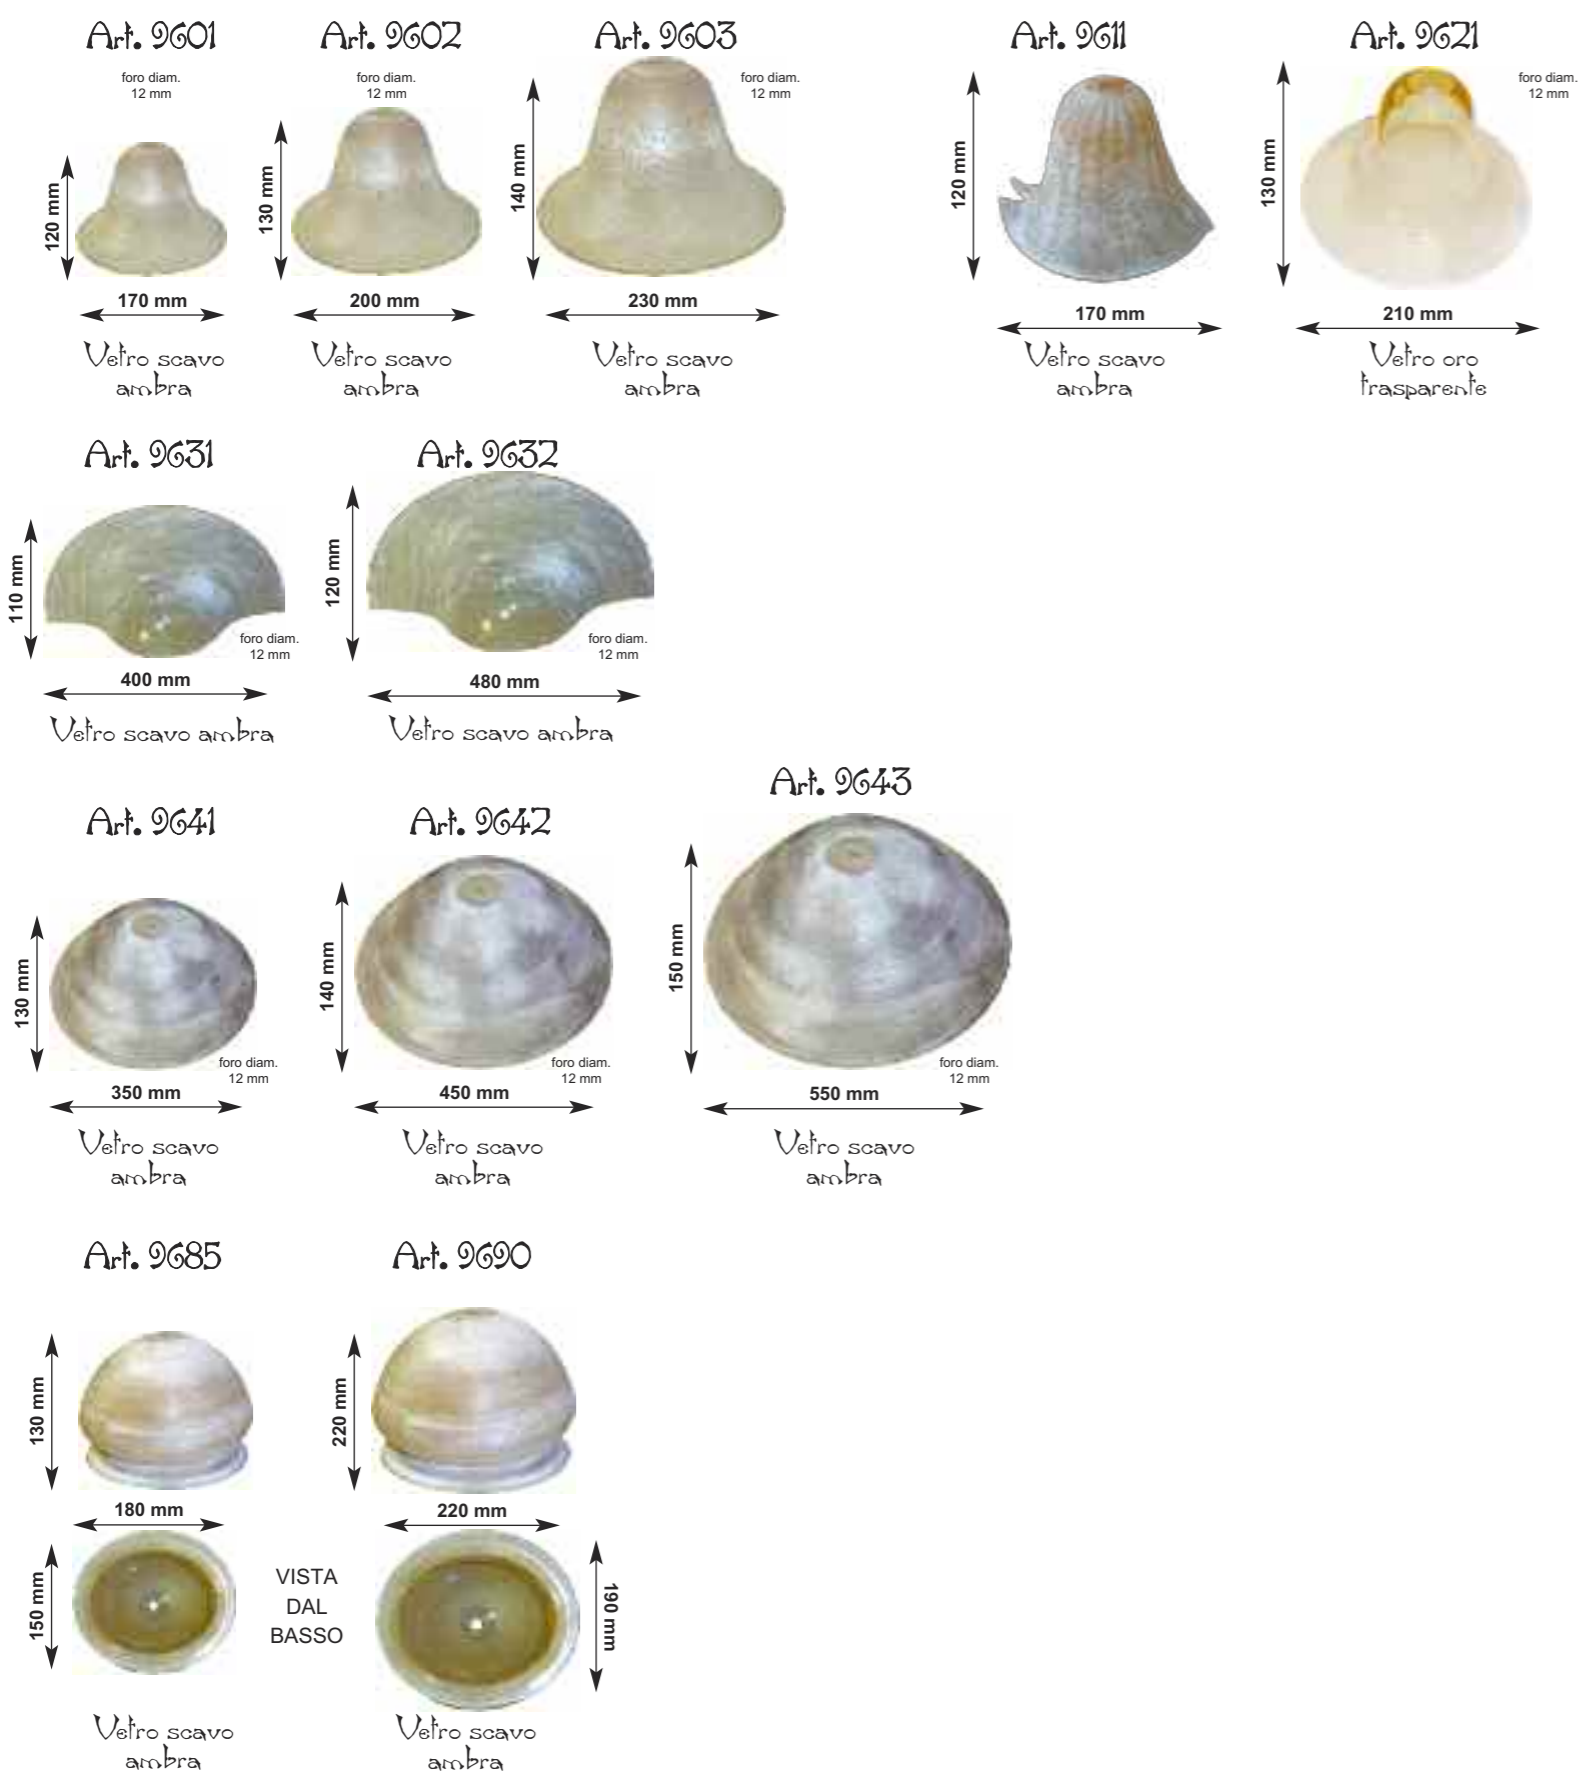 Art. 9601
foro diam.
12 mm
120 mm
170 mm
Vetro scavo
ambra
Art. 9602
foro diam.
12 mm
130 mm
200 mm
Vetro scavo
ambra
Art. 9603
foro diam.
12 mm
140 mm
230 mm
Vetro scavo
ambra
Art. 9611
120 mm
170 mm
Vetro scavo
ambra
Art. 9621
foro diam.
12 mm
130 mm
210 mm
Vetro oro
trasparente
Art. 9631
110 mm
foro diam.
12 mm
400 mm
Vetro scavo ambra
Art. 9632
120 mm
foro diam.
12 mm
480 mm
Vetro scavo ambra
Art. 9641
130 mm
foro diam.
12 mm
350 mm
Vetro scavo
ambra
Art. 9642
140 mm
foro diam.
12 mm
450 mm
Vetro scavo
ambra
Art. 9643
150 mm
foro diam.
12 mm
550 mm
Vetro scavo
ambra
Art. 9685
130 mm
180 mm
150 mm
Vetro scavo
ambra
VISTA
DAL
BASSO
Art. 9690
220 mm
220 mm
190 mm
Vetro scavo
ambra